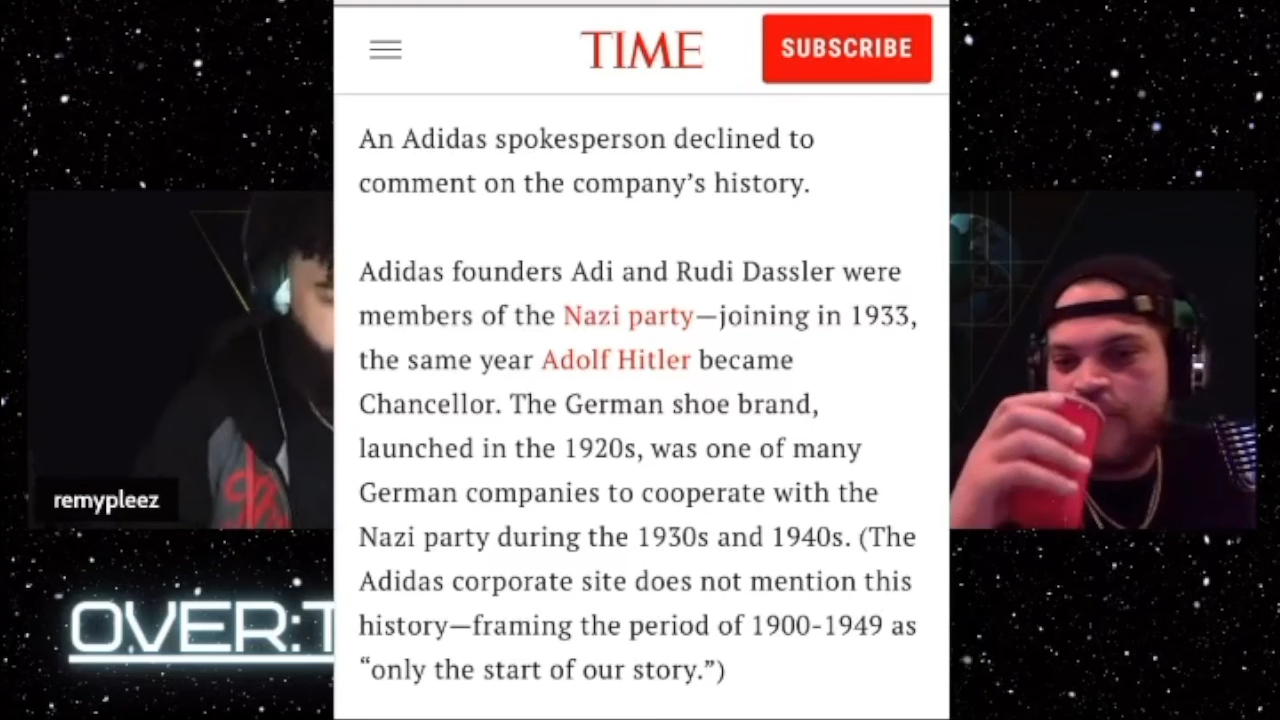 TIME
SUBSCRIBE
An Adidas spokesperson declined to
comment on the company’s history.
Adidas founders Adi and Rudi Dassler were
members of the Nazi party—joining in 1933,
the same year Adolf Hitler became
Chancellor. The German shoe brand,
launched in the 1920s, was one of many
German companies to cooperate with the
Nazi party during the 1930s and 1940s. (The
Adidas corporate site does not mention this
history—framing the period of 1900-1949 as
“only the start of our story.”)
remypleez
OVER:T